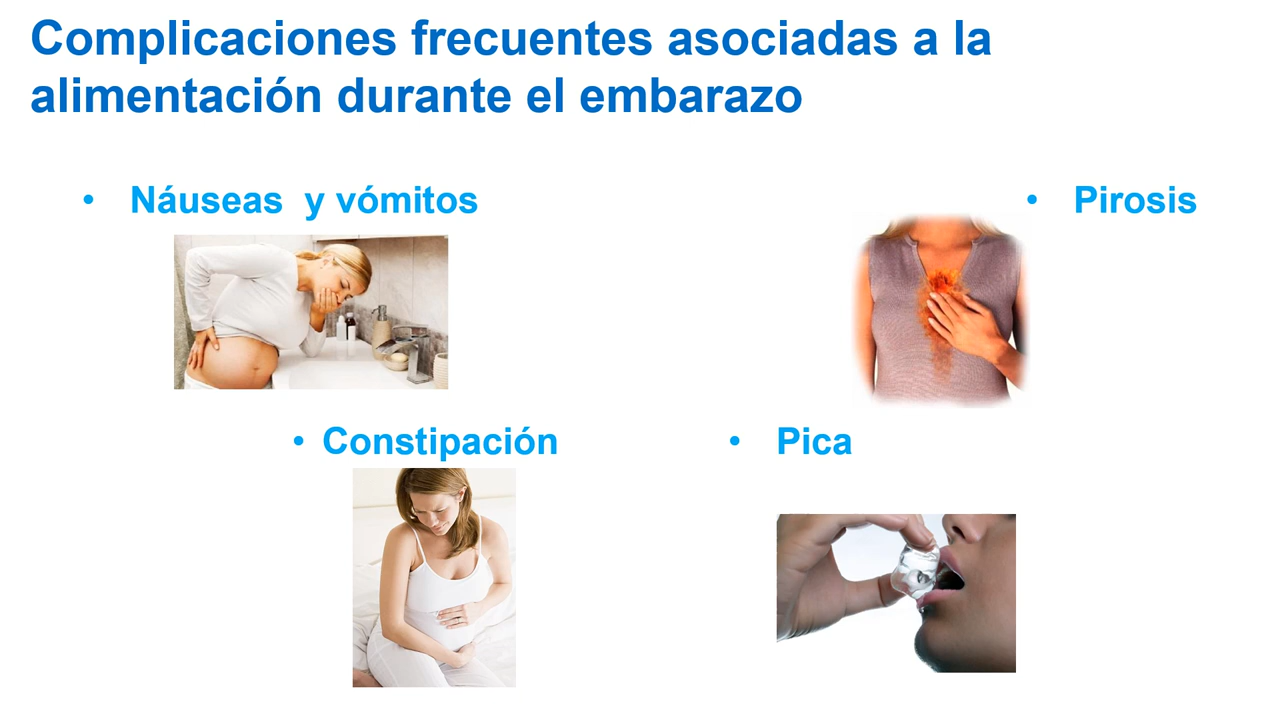 Complicaciones frecuentes asociadas a la
alimentación durante el embarazo
• Náuseas y vómitos
• Pirosis
• Constipación
• Pica